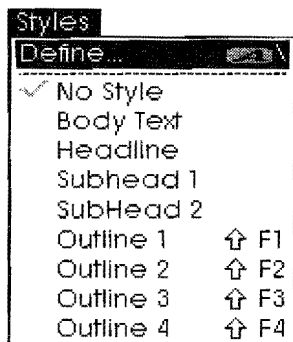 Styles
Define... \
✓ No Style
Body Text
Headline
Subhead 1
SubHead 2
Outline 1 ⇧ F1
Outline 2 ⇧ F2
Outline 3 ⇧ F3
Outline 4 ⇧ F4